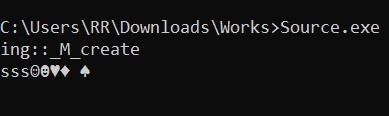 C:\Users\RR\Downloads\Works>Source.exe
ing::_M_create
sss☺☻♥♦ ♠